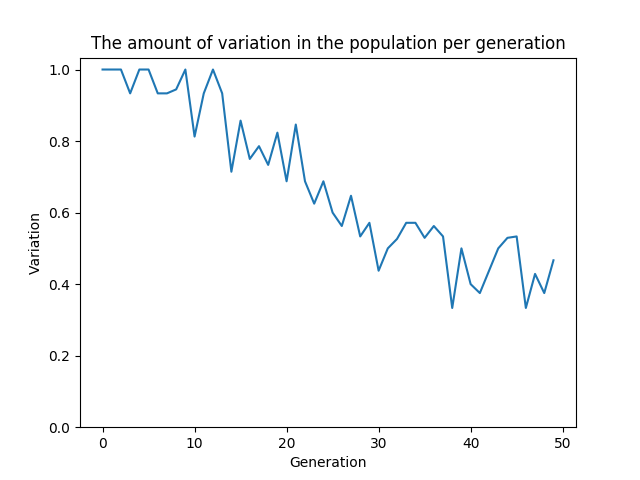 The amount of variation in the population per generation
1.0
0.8
0.6
0.4
0.2
0.0
Variation
0 10 20 30 40 50
Generation